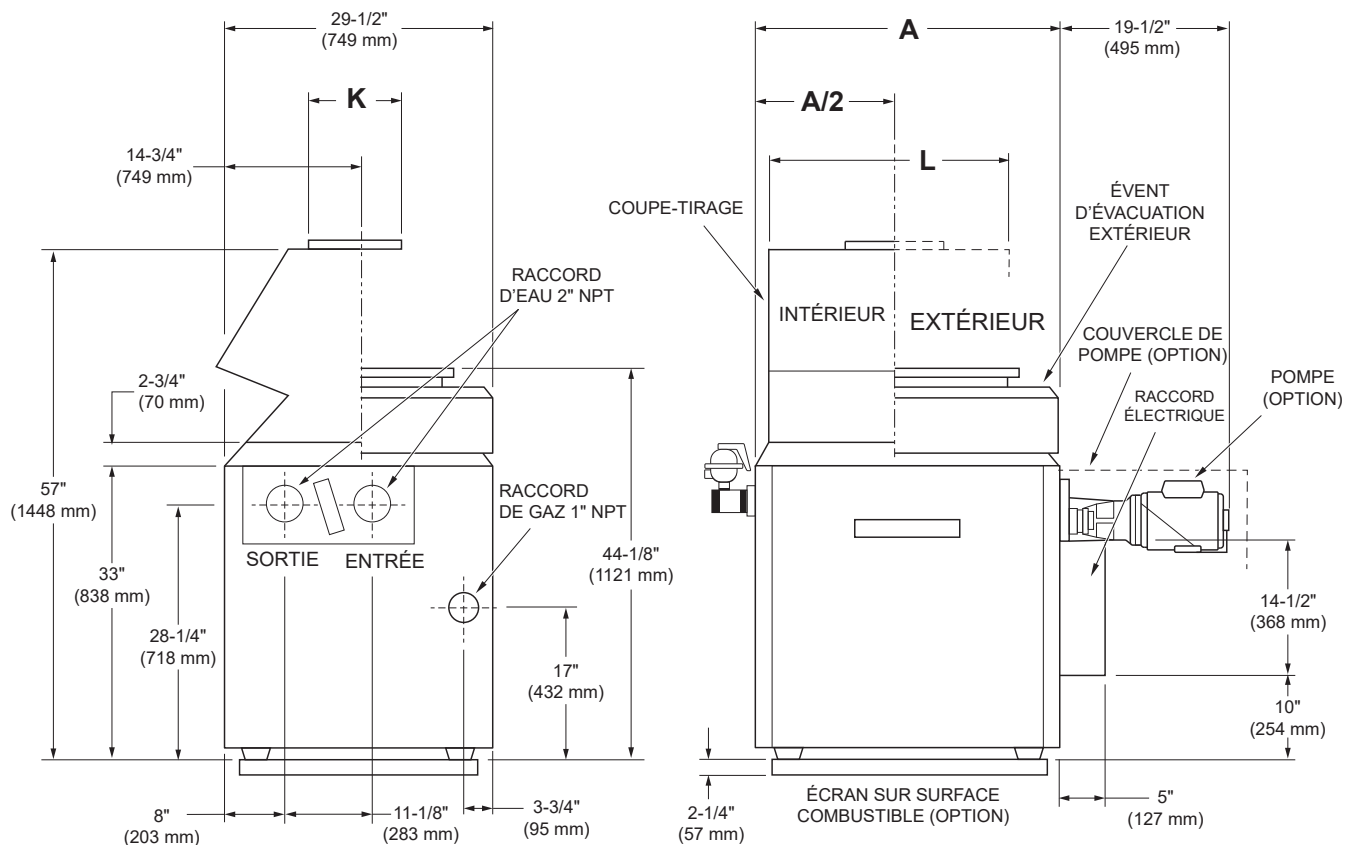 29-1/2"
(749 mm)
K
14-3/4"
(749 mm)
RACCORD
D'EAU 2" NPT
2-3/4"
(70 mm)
57"
(1448 mm)
RACCORD
DE GAZ 1" NPT
SORTIE
ENTRÉE
33"
(838 mm)
44-1/8"
(1121 mm)
28-1/4"
(718 mm)
17"
(432 mm)
8"
(203 mm)
11-1/8"
(283 mm)
3-3/4"
(95 mm)
A
19-1/2"
(495 mm)
A/2
L
COUPE-TIRAGE
ÉVENT
D'ÉVACUATION
EXTÉRIEUR
INTÉRIEUR
EXTÉRIEUR
COUVERCLE DE
POMPE (OPTION)
POMPE
(OPTION)
RACCORD
ÉLECTRIQUE
14-1/2"
(368 mm)
10"
(254 mm)
2-1/4"
(57 mm)
ÉCRAN SUR SURFACE
COMBUSTIBLE (OPTION)
5"
(127 mm)